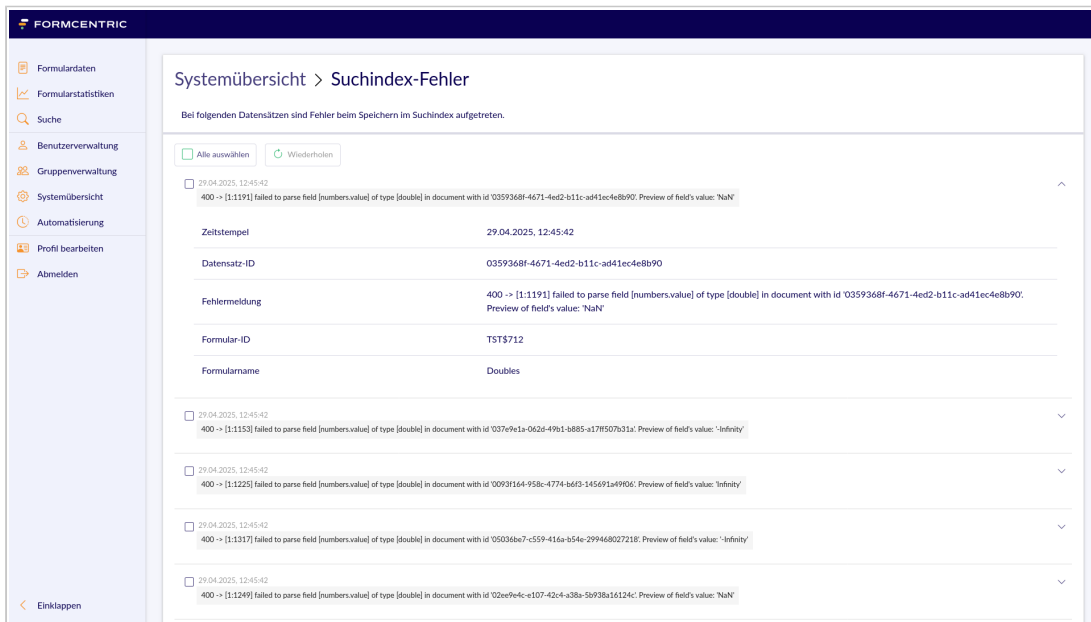 FORMCENTRIC
Formulardaten
Formularstatistiken
Suche
Benutzerverwaltung
Gruppenverwaltung
Systemübersicht
Automatisierung
Profil bearbeiten
Abmelden
Einklappen
Systemübersicht > Suchindex-Fehler
Bei folgenden Datensätzen sind Fehler beim Speichern im Suchindex aufgetreten.
Alle auswählen Wiederholen
29.04.2025, 12:45:42
400 -> [1:1191] failed to parse field [numbers.value] of type [double] in document with id '0359368f-4671-4ed2-b11c-ad41ec4e8b90'. Preview of field's value: 'NaN'
Zeitstempel 29.04.2025, 12:45:42
Datensatz-ID 0359368f-4671-4ed2-b11c-ad41ec4e8b90
Fehlermeldung 400 -> [1:1191] failed to parse field [numbers.value] of type [double] in document with id '0359368f-4671-4ed2-b11c-ad41ec4e8b90'.
Preview of field's value: 'NaN'
Formular-ID TST$712
Formularname Doubles
29.04.2025, 12:45:42
400 -> [1:1153] failed to parse field [numbers.value] of type [double] in document with id '037e9e1a-062d-49b1-b885-a17ff507b31a'. Preview of field's value: '-Infinity'
29.04.2025, 12:45:42
400 -> [1:1225] failed to parse field [numbers.value] of type [double] in document with id '0093f164-958c-4774-b6f3-145691a49f06'. Preview of field's value: 'Infinity'
29.04.2025, 12:45:42
400 -> [1:1317] failed to parse field [numbers.value] of type [double] in document with id '05036be7-c559-416a-b54e-299468027218'. Preview of field's value: '-Infinity'
29.04.2025, 12:45:42
400 -> [1:1249] failed to parse field [numbers.value] of type [double] in document with id '02ee9e4c-e107-42c4-a38a-5b938a16124c'. Preview of field's value: 'NaN'